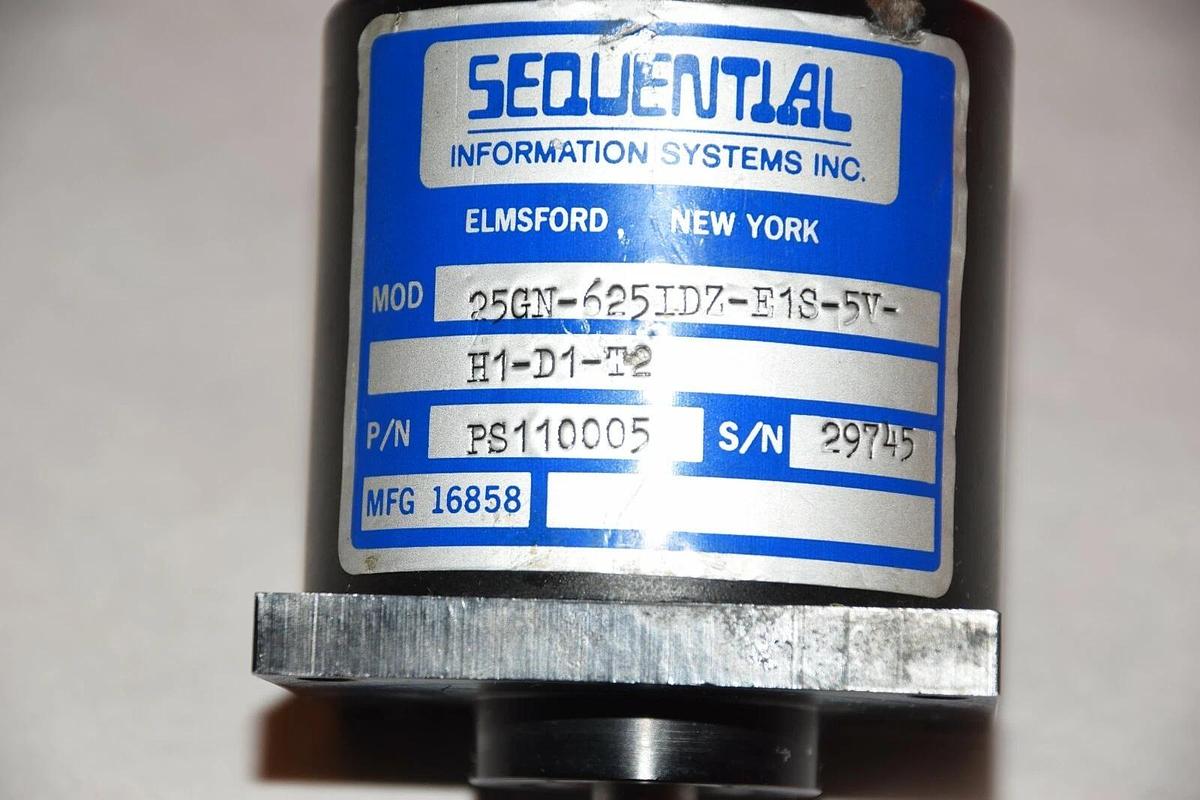 SEQUENTIAL
INFORMATION SYSTEMS INC.
ELMSFORD, NEW YORK
MOD 25GN-625IDZ-E1S-5V-
H1-D1-T2
P/N PS110005 S/N 29745
MFG 16858